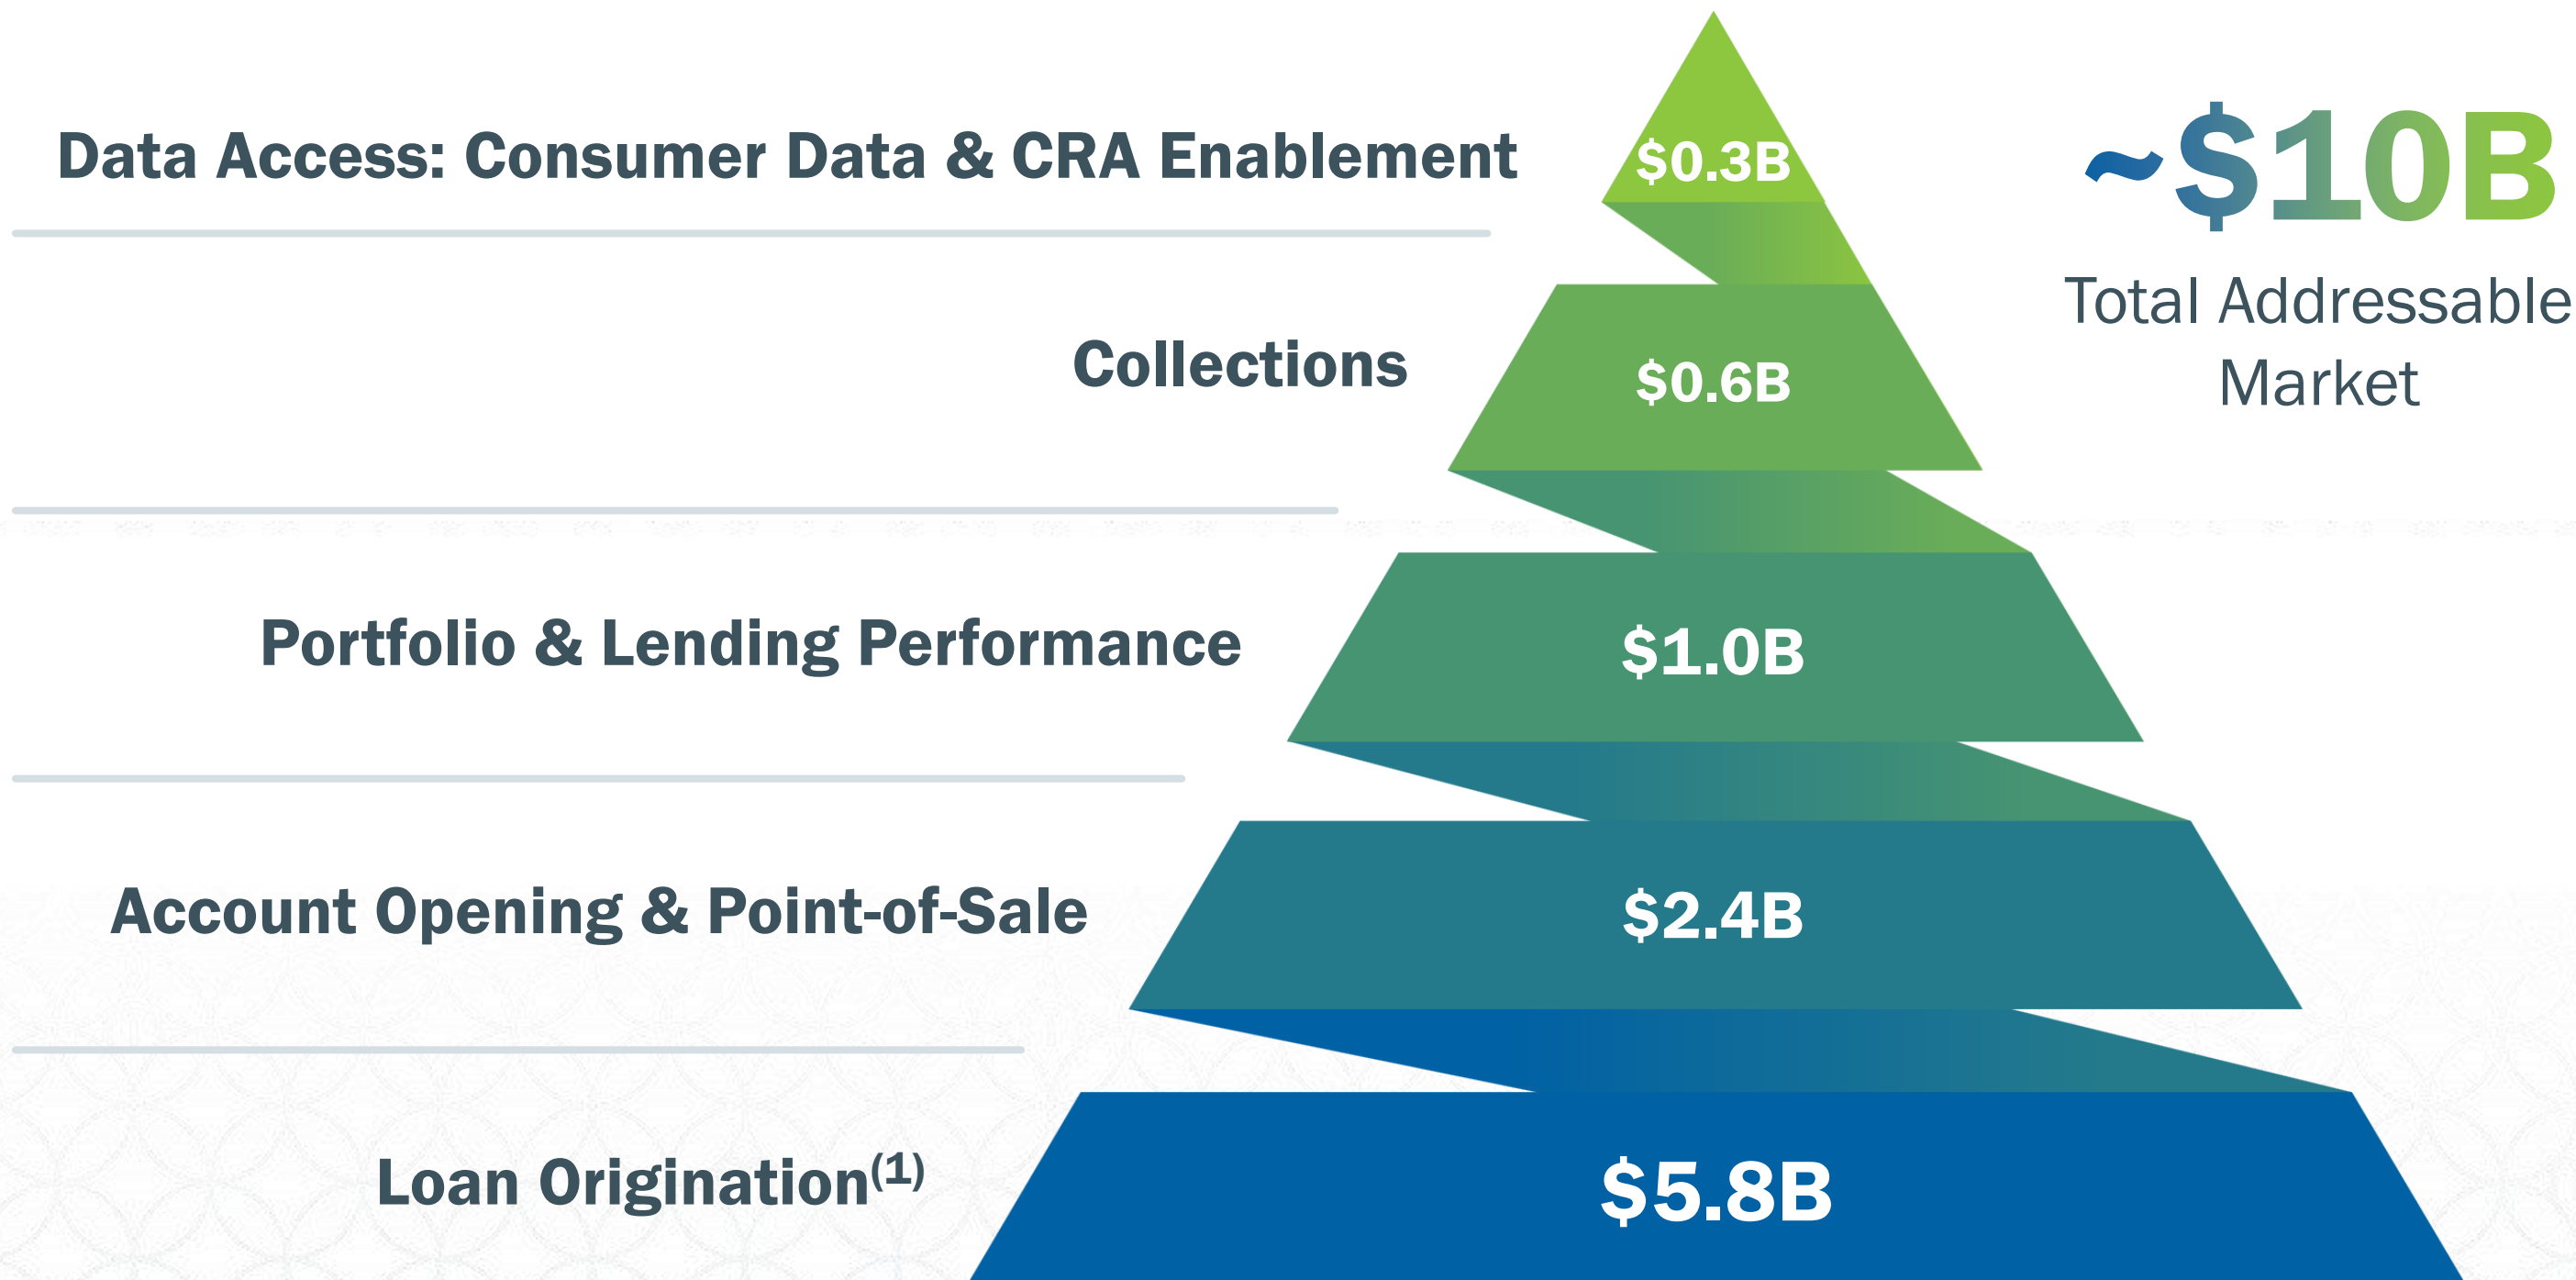 Data Access: Consumer Data & CRA Enablement
$0.3B
~$10B
Total Addressable
Market
Collections
$0.6B
Portfolio & Lending Performance
$1.0B
Account Opening & Point-of-Sale
$2.4B
Loan Origination(1)
$5.8B